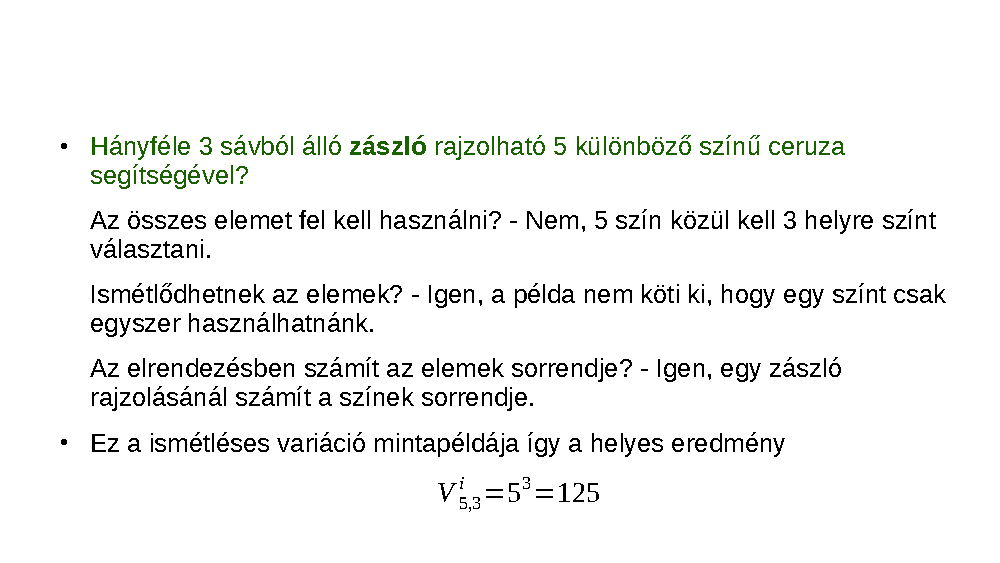 • Hányféle 3 sávból álló zászló rajzolható 5 különböző színű ceruza
segítségével?
Az összes elemet fel kell használni? - Nem, 5 szín közül kell 3 helyre színt
választani.
Ismétlődhetnek az elemek? - Igen, a példa nem köti ki, hogy egy színt csak
egyszer használhatnánk.
Az elrendezésben számít az elemek sorrendje? - Igen, egy zászló
rajzolásánál számít a színek sorrendje.
• Ez a ismétléses variáció mintapéldája így a helyes eredmény
V^i_{5,3}=5^3=125